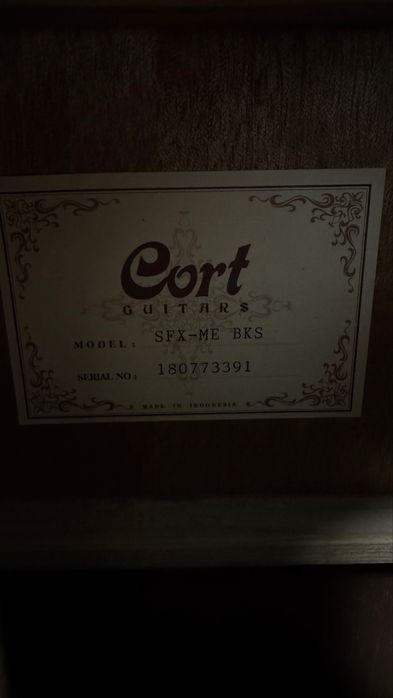 Cort
GUITARS
MODEL : SFX-ME BKS
SERIAL NO : 180773391
MADE IN INDONESIA